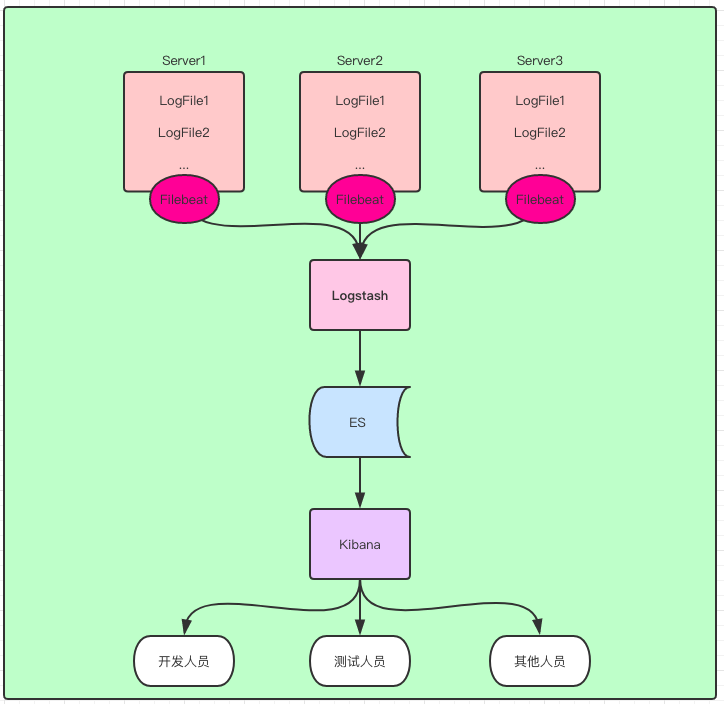 Server1 Server2 Server3
LogFile1 LogFile1 LogFile1
LogFile2 LogFile2 LogFile2
... ... ...
Filebeat Filebeat Filebeat
Logstash
ES
Kibana
开发人员 测试人员 其他人员